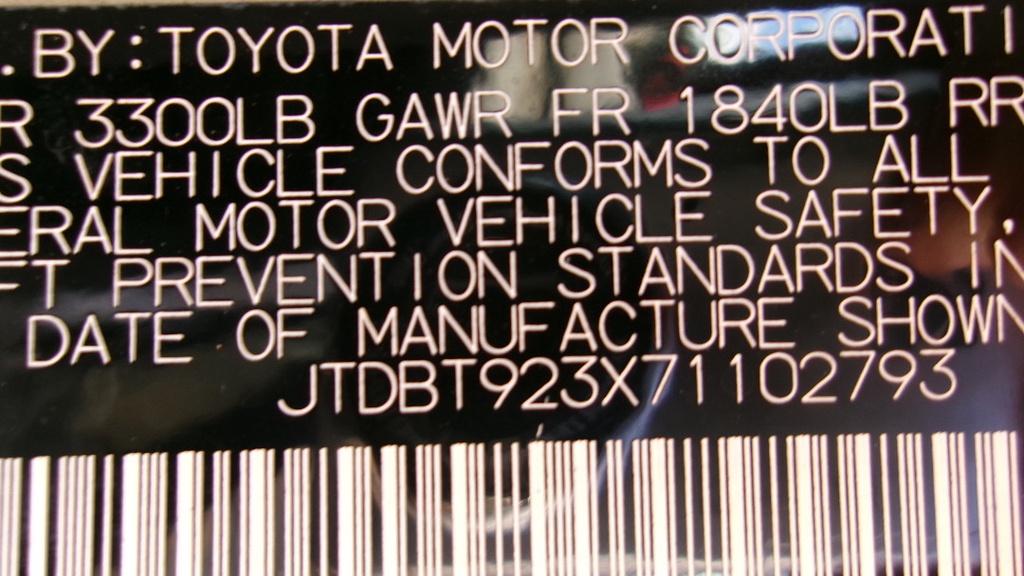 . BY: TOYOTA MOTOR CORPORATI
R 3300LB GAWR FR 1840LB RR
S VEHICLE CONFORMS TO ALL
ERAL MOTOR VEHICLE SAFETY,
FT PREVENTION STANDARDS IN
DATE OF MANUFACTURE SHOWN
JTDBT923X71102793